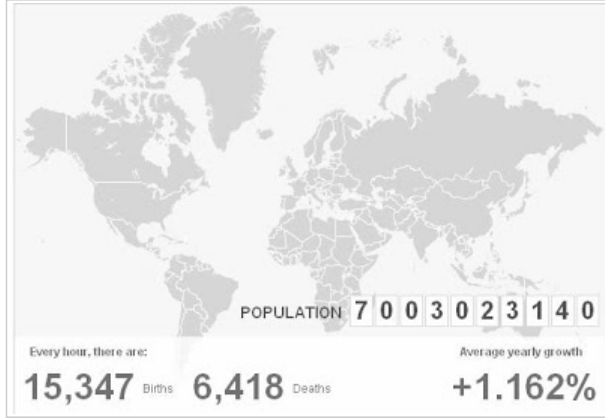 POPULATION 7003023140
Every hour, there are:
Average yearly growth
15,347 Births 6,418 Deaths
+1.162%